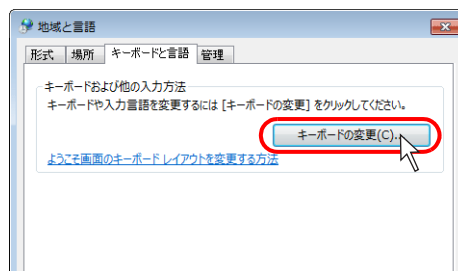 地域と言語
形式 場所 キーボードと言語 管理
キーボードおよび他の入力方法
キーボードや入力言語を変更するには [キーボードの変更] をクリックしてください。
キーボードの変更(C)...
ようこそ画面のキーボード レイアウトを変更する方法